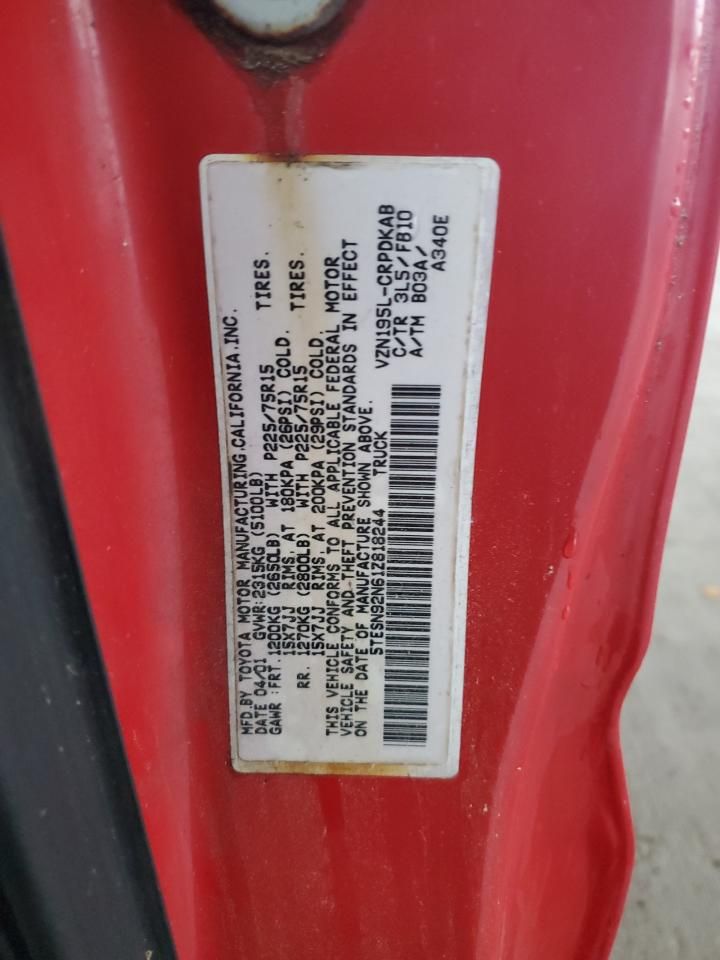 MFD.BY TOYOTA MOTOR MANUFACTURING,CALIFORNIA,INC.
DATE 04/01 GVWR:2315KG (5100LB)
GAWR :FRT.1200KG (2650LB) WITH P225/75R15 TIRES.
15X7JJ RIMS, AT 180KPA (26PSI) COLD.
RR. 1270KG (2800LB) WITH P225/75R15 TIRES.
15X7JJ RIMS, AT 200KPA (29PSI) COLD.
THIS VEHICLE CONFORMS TO ALL APPLICABLE FEDERAL MOTOR
VEHICLE SAFETY AND THEFT PREVENTION STANDARDS IN EFFECT
ON THE DATE OF MANUFACTURE SHOWN ABOVE.
5TESN92N61Z818244 TRUCK
VZN195L-CRPDKAB
C/TR 3L5/FB10
A/TM B03A/
A340E